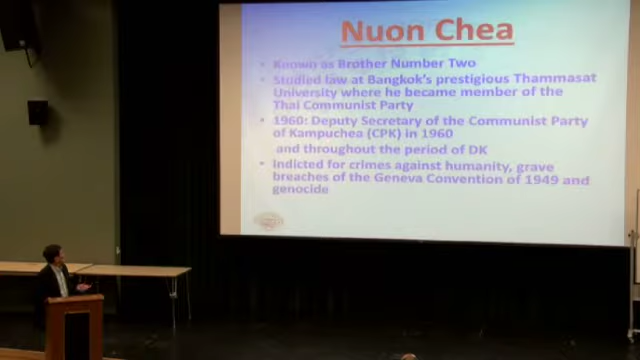 Nuon Chea
• Known as Brother Number Two
• Studied law at Bangkok's prestigious Thammasat
University where he became member of the
Thai Communist Party
• 1960: Deputy Secretary of the Communist Party
of Kampuchea (CPK) in 1960
and throughout the period of DK
• Indicted for crimes against humanity, grave
breaches of the Geneva Convention of 1949 and
genocide